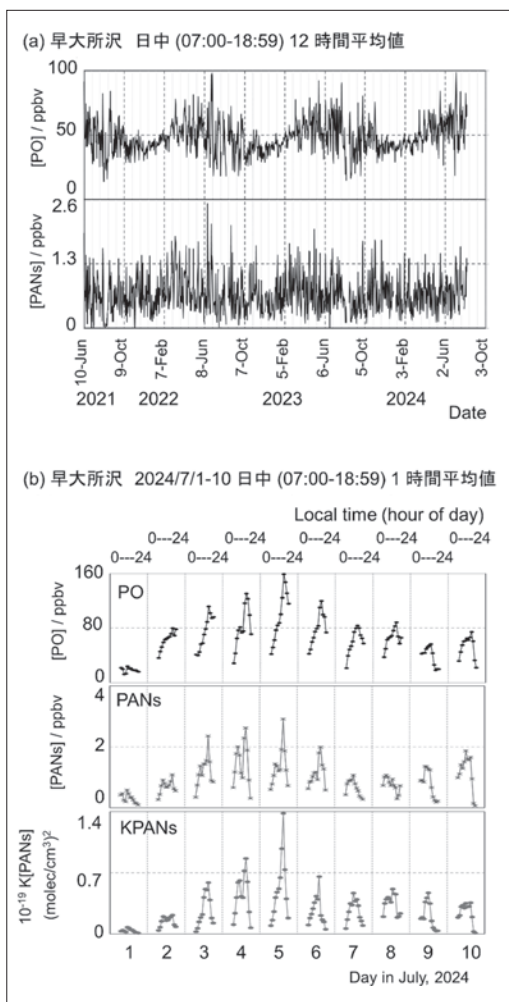 (a) 早大所沢 日中 (07:00-18:59) 12 時間平均値
100
[PO] / ppbv
50
0
2.6
[PANs] / ppbv
1.3
0
10-Jun
9-Oct
7-Feb
8-Jun
7-Oct
5-Feb
6-Jun
5-Oct
3-Feb
2-Jun
3-Oct
2021 2022 2023 2024
Date
(b) 早大所沢 2024/7/1-10 日中 (07:00-18:59) 1 時間平均値
Local time (hour of day)
0---24 0---24 0---24 0---24 0---24
0---24 0---24 0---24 0---24 0---24
160
PO
[PO] / ppbv
80
0
4
PANs
[PANs] / ppbv
2
0
1.4
KPANs
10⁻¹⁹ K[PANs]
(molec/cm³)²
0.7
0
1 2 3 4 5 6 7 8 9 10
Day in July, 2024